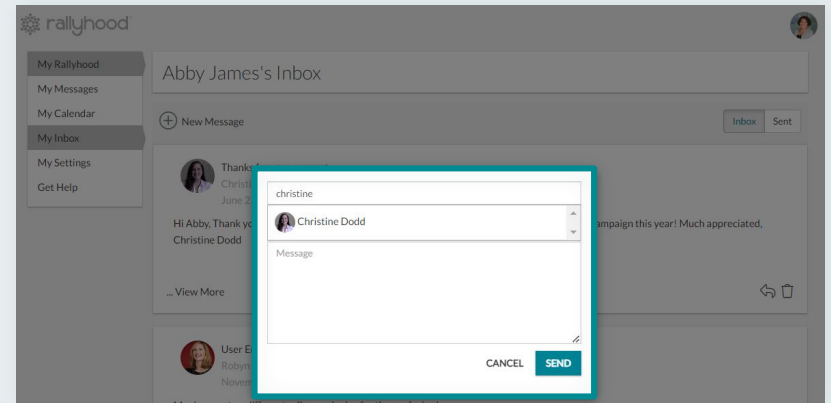 rallyhood
My Rallyhood
My Messages
My Calendar
My Inbox
My Settings
Get Help
Abby James's Inbox
New Message
Inbox Sent
Thanks
Christi
June 2
Hi Abby, Thank yo
ampaign this year! Much appreciated,
Christine Dodd
... View More
christine
Christine Dodd
Message
CANCEL SEND
User E
Robyn
Novem